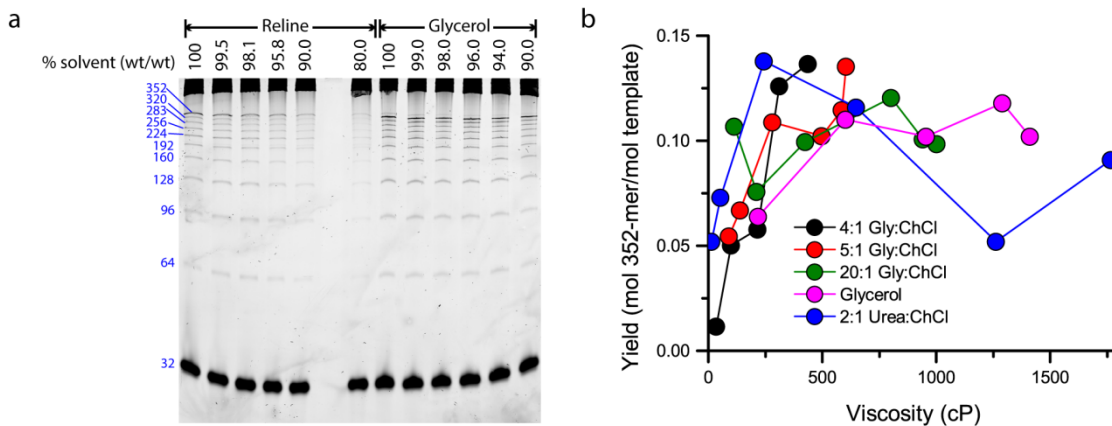 a
Reline Glycerol
% solvent (wt/wt) 100 99.5 98.1 95.8 90.0 80.0 100 99.0 98.0 96.0 94.0 90.0
352
320
283
256
224
192
160
128
96
64
32
b
Yield (mol 352-mer/mol template)
0.15
0.10
0.05
0.00
4:1 Gly:ChCl
5:1 Gly:ChCl
20:1 Gly:ChCl
Glycerol
2:1 Urea:ChCl
0 500 1000 1500
Viscosity (cP)